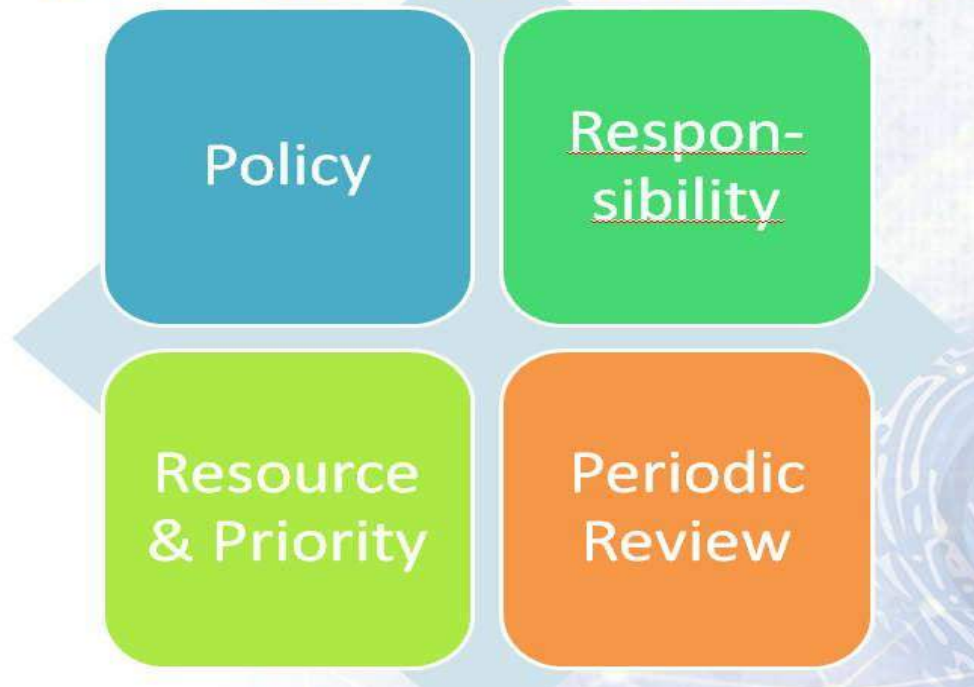 Policy
Respon-
sibility
Resource
& Priority
Periodic
Review